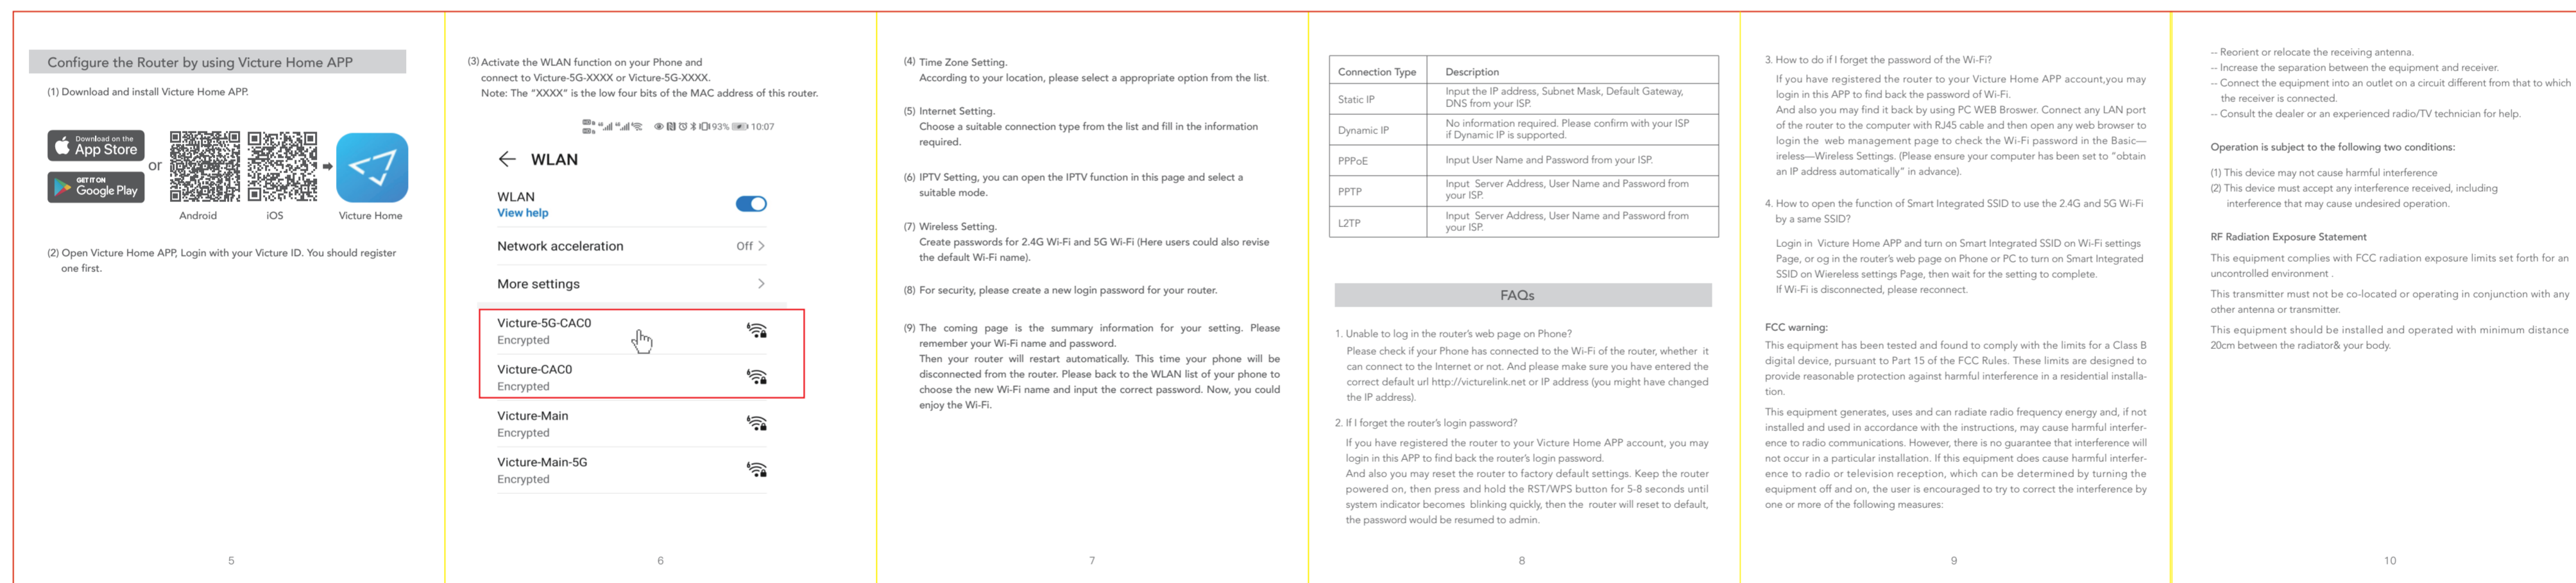 Configure the Router by using Victure Home APP
(1) Download and install Victure Home APP.
Download on the
App Store
or
GET IT ON
Google Play
Android
iOS
Victure Home
(2) Open Victure Home APP, Login with your Victure ID. You should register
one first.
5
(3) Activate the WLAN function on your Phone and
connect to Victure-5G-XXXX or Victure-5G-XXXX.
Note: The “XXXX” is the low four bits of the MAC address of this router.
93% 10:07
WLAN
WLAN
View help
Network acceleration Off
More settings
Victure-5G-CAC0
Encrypted
Victure-CAC0
Encrypted
Victure-Main
Encrypted
Victure-Main-5G
Encrypted
6
(4) Time Zone Setting.
According to your location, please select a appropriate option from the list.
(5) Internet Setting.
Choose a suitable connection type from the list and fill in the information
required.
(6) IPTV Setting, you can open the IPTV function in this page and select a
suitable mode.
(7) Wireless Setting.
Create passwords for 2.4G Wi-Fi and 5G Wi-Fi (Here users could also revise
the default Wi-Fi name).
(8) For security, please create a new login password for your router.
(9) The coming page is the summary information for your setting. Please
remember your Wi-Fi name and password.
Then your router will restart automatically. This time your phone will be
disconnected from the router. Please back to the WLAN list of your phone to
choose the new Wi-Fi name and input the correct password. Now, you could
enjoy the Wi-Fi.
7
Connection Type Description
Static IP Input the IP address, Subnet Mask, Default Gateway,
DNS from your ISP.
Dynamic IP No information required. Please confirm with your ISP
if Dynamic IP is supported.
PPPoE Input User Name and Password from your ISP.
PPTP Input Server Address, User Name and Password from
your ISP.
L2TP Input Server Address, User Name and Password from
your ISP.
FAQs
1. Unable to log in the router’s web page on Phone?
Please check if your Phone has connected to the Wi-Fi of the router, whether it
can connect to the Internet or not. And please make sure you have entered the
correct default url http://victurelink.net or IP address (you might have changed
the IP address).
2. If I forget the router’s login password?
If you have registered the router to your Victure Home APP account, you may
login in this APP to find back the router’s login password.
And also you may reset the router to factory default settings. Keep the router
powered on, then press and hold the RST/WPS button for 5-8 seconds until
system indicator becomes blinking quickly, then the router will reset to default,
the password would be resumed to admin.
8
3. How to do if I forget the password of the Wi-Fi?
If you have registered the router to your Victure Home APP account,you may
login in this APP to find back the password of Wi-Fi.
And also you may find it back by using PC WEB Broswer. Connect any LAN port
of the router to the computer with RJ45 cable and then open any web browser to
login the web management page to check the Wi-Fi password in the Basic—
ireless—Wireless Settings. (Please ensure your computer has been set to “obtain
an IP address automatically” in advance).
4. How to open the function of Smart Integrated SSID to use the 2.4G and 5G Wi-Fi
by a same SSID?
Login in Victure Home APP and turn on Smart Integrated SSID on Wi-Fi settings
Page, or og in the router’s web page on Phone or PC to turn on Smart Integrated
SSID on Wiereless settings Page, then wait for the setting to complete.
If Wi-Fi is disconnected, please reconnect.
FCC warning:
This equipment has been tested and found to comply with the limits for a Class B
digital device, pursuant to Part 15 of the FCC Rules. These limits are designed to
provide reasonable protection against harmful interference in a residential installa-
tion.
This equipment generates, uses and can radiate radio frequency energy and, if not
installed and used in accordance with the instructions, may cause harmful interfer-
ence to radio communications. However, there is no guarantee that interference will
not occur in a particular installation. If this equipment does cause harmful interfer-
ence to radio or television reception, which can be determined by turning the
equipment off and on, the user is encouraged to try to correct the interference by
one or more of the following measures:
9
-- Reorient or relocate the receiving antenna.
-- Increase the separation between the equipment and receiver.
-- Connect the equipment into an outlet on a circuit different from that to which
the receiver is connected.
-- Consult the dealer or an experienced radio/TV technician for help.
Operation is subject to the following two conditions:
(1) This device may not cause harmful interference
(2) This device must accept any interference received, including
interference that may cause undesired operation.
RF Radiation Exposure Statement
This equipment complies with FCC radiation exposure limits set forth for an
uncontrolled environment .
This transmitter must not be co-located or operating in conjunction with any
other antenna or transmitter.
This equipment should be installed and operated with minimum distance
20cm between the radiator& your body.
10